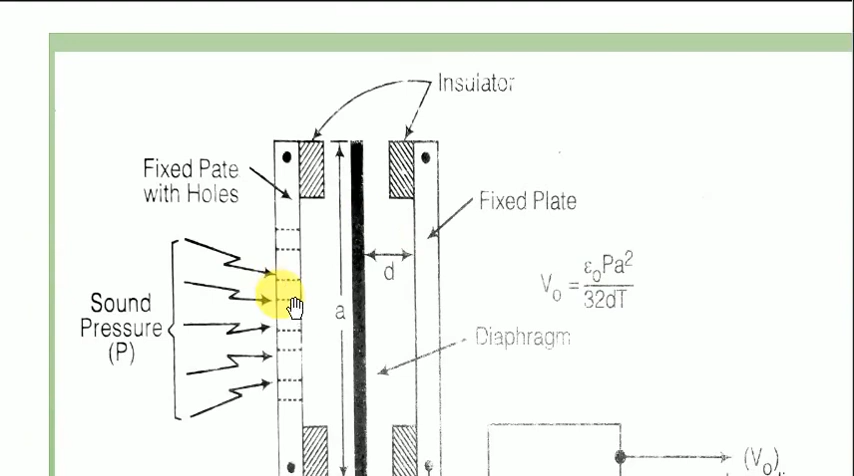 Insulator
Fixed Pate
with Holes
Fixed Plate
d
V₀ = ε₀Pa² / 32dT
Sound
Pressure
(P)
a
Diaphragm
(V₀)